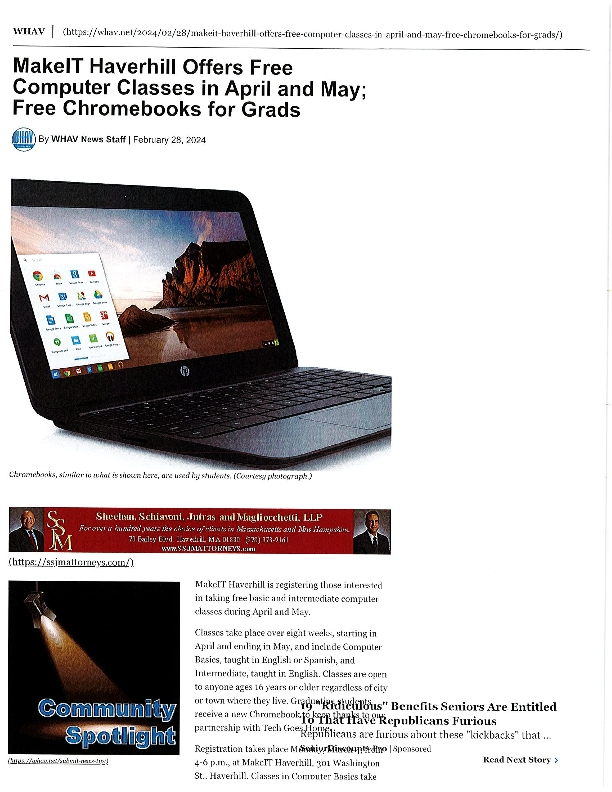 WHAV | (https://whav.net/2024/02/28/makeit-haverhill-offers-free-computer-classes-in-april-and-may-free-chromebooks-for-grads/)
MakeIT Haverhill Offers Free
Computer Classes in April and May;
Free Chromebooks for Grads
WHAV
By WHAV News Staff | February 28, 2024
hp
Chromebooks, similar to what is shown here, are used by students. (Courtesy photograph.)
SSJM
Sheehan, Schiavoni, Jutras and Magliocchetti, LLP
For over a hundred years the choice of clients in Massachusetts and New Hampshire.
71 Bailey Blvd. Haverhill, MA 01830 (978) 373-9161
www.SSJMATTORNEYS.com
(https://ssjmattorneys.com/)
Community
Spotlight
(https://whav.net/submit-news-tip/)
MakeIT Haverhill is registering those interested
in taking free basic and intermediate computer
classes during April and May.
Classes take place over eight weeks, starting in
April and ending in May, and include Computer
Basics, taught in English or Spanish, and
Intermediate, taught in English. Classes are open
to anyone ages 16 years or older regardless of city
or town where they live. Graduating students
receive a new Chromebook to keep thanks to our
partnership with Tech Goes Home.
Registration takes place
4-6 p.m., at MakeIT Haverhill, 301 Washington
St., Haverhill. Classes in Computer Basics take
19 "Ridiculous" Benefits Seniors Are Entitled
To That Have Republicans Furious
Republicans are furious about these "kickbacks" that ...
Senior Discounts Pro | Sponsored
Read Next Story >